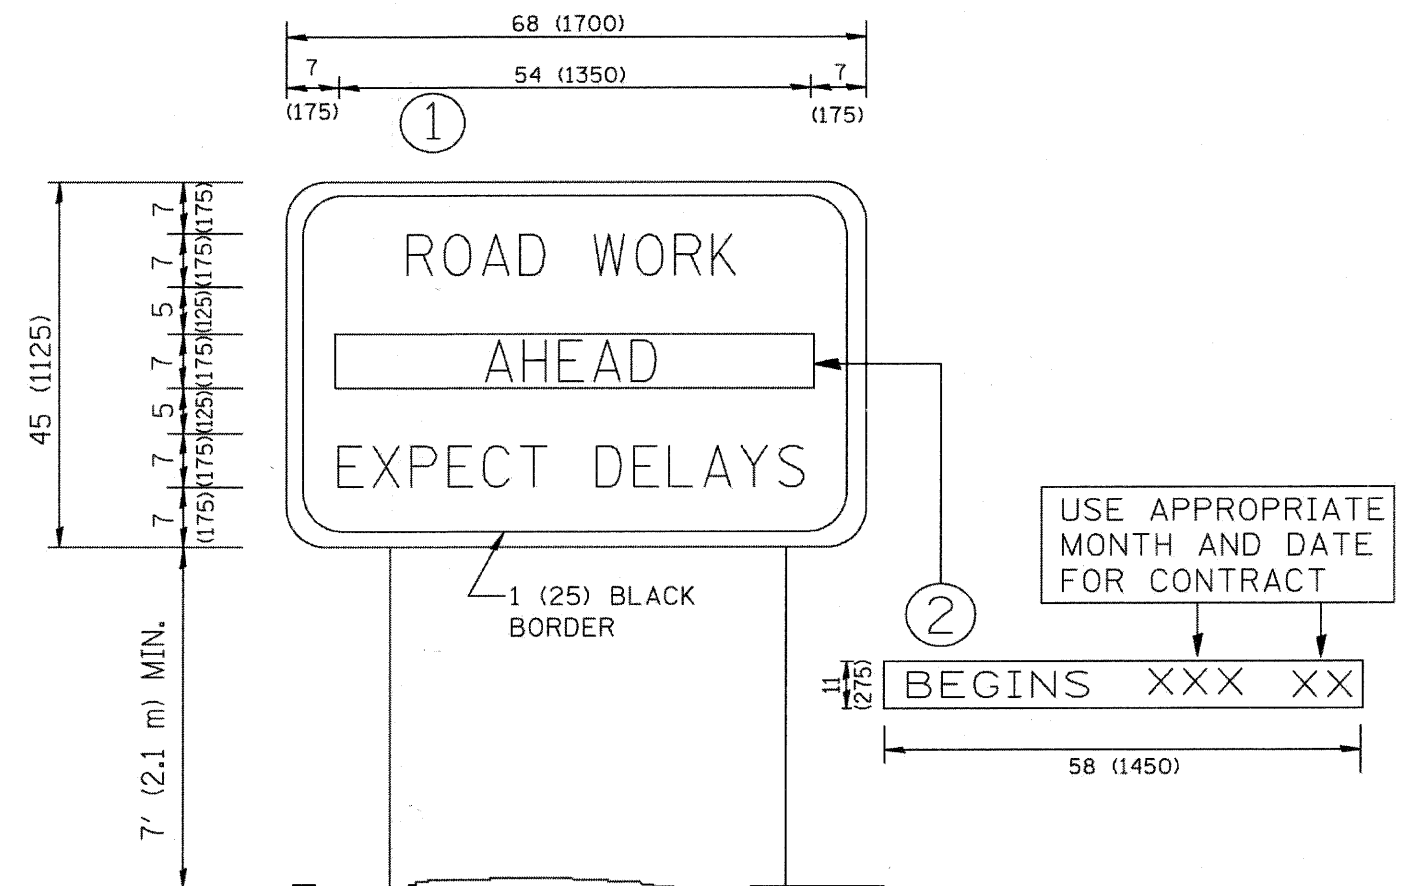 68 (1700)
7
54 (1350)
7
(175)
(175)
1
7
(175)
7
(175)
5
(125)
7
(175)
5
(125)
7
(175)
7
(175)
45 (1125)
ROAD WORK
AHEAD
EXPECT DELAYS
1 (25) BLACK
BORDER
7' (2.1 m) MIN.
2
USE APPROPRIATE
MONTH AND DATE
FOR CONTRACT
11
(275)
BEGINS XXX XX
58 (1450)